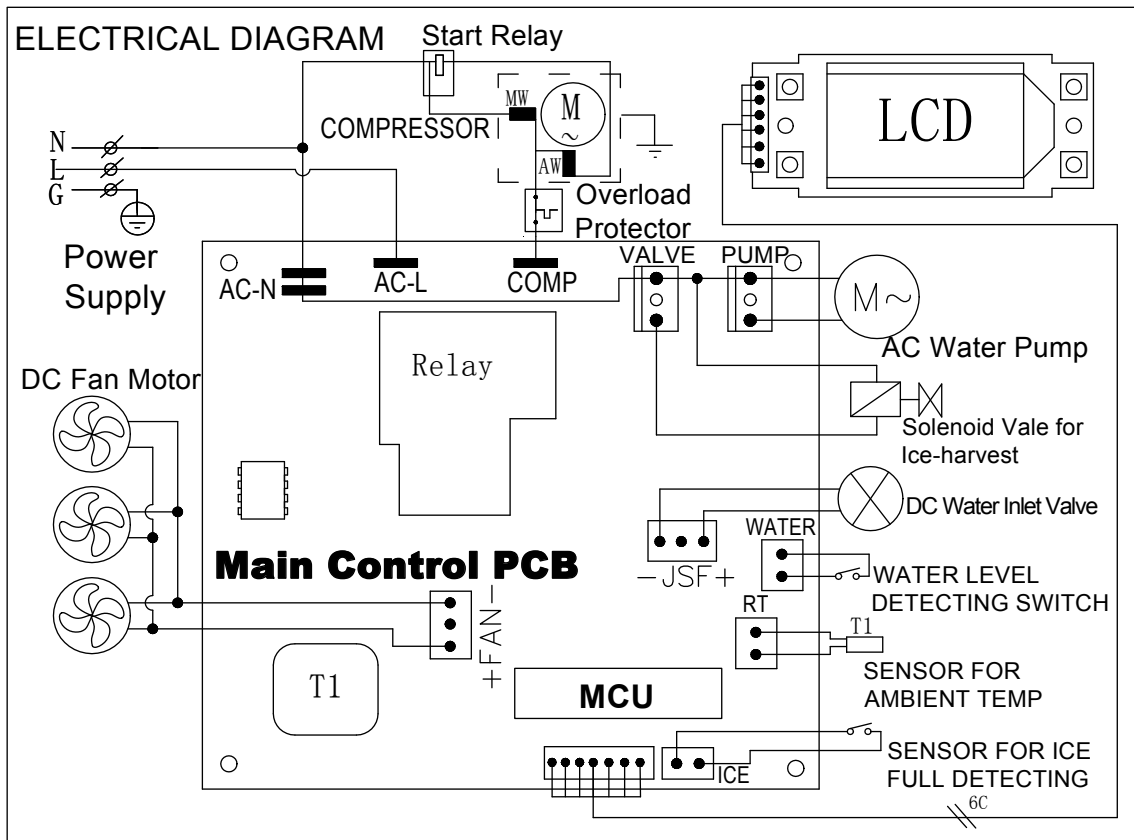 ELECTRICAL DIAGRAM
Start Relay
MW
M
~
COMPRESSOR
AW
LCD
N
L
G
Overload
Protector
Power
Supply
AC-N
AC-L
COMP
VALVE
PUMP
M~
AC Water Pump
Relay
DC Fan Motor
Solenoid Vale for
Ice-harvest
DC Water Inlet Valve
WATER
-JSF+
Main Control PCB
WATER LEVEL
DETECTING SWITCH
RT
T1
+FAN-
SENSOR FOR
AMBIENT TEMP
T1
MCU
SENSOR FOR ICE
FULL DETECTING
ICE
6C